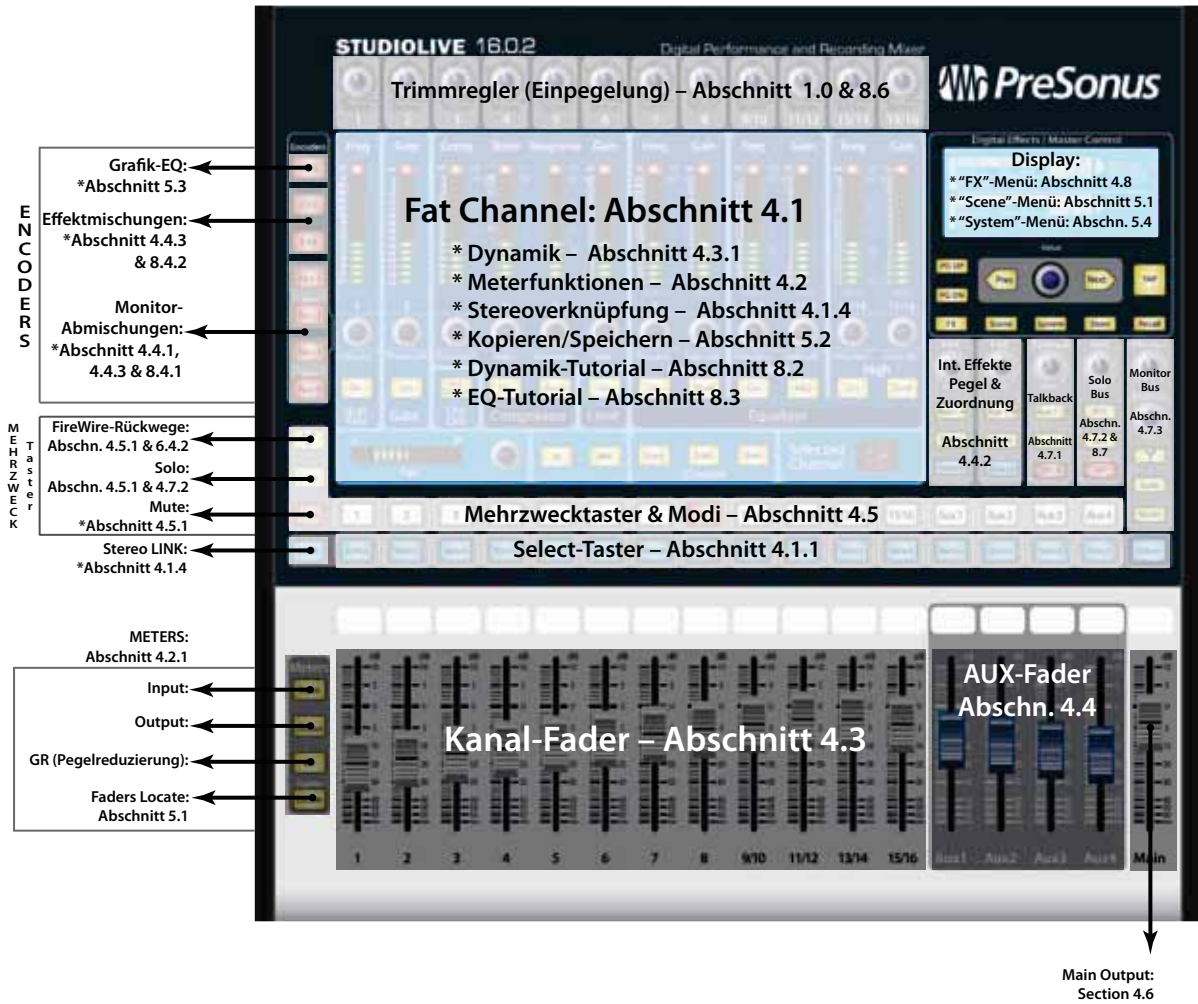 STUDIOLIVE 16.0.2
Digital Performance and Recording Mixer
PreSonus
Trimmregler (Einpegelung) – Abschnitt 1.0 & 8.6
Digital Effects / Master Control
Display:
* "FX"-Menü: Abschnitt 4.8
* "Scene"-Menü: Abschnitt 5.1
* "System"-Menü: Abschn. 5.4
ENCODERS
Grafik-EQ:
*Abschnitt 5.3
Effektmischungen:
*Abschnitt 4.4.3
& 8.4.2
Monitor-
Abmischungen:
*Abschnitt 4.4.1,
4.4.3 & 8.4.1
Fat Channel: Abschnitt 4.1
* Dynamik – Abschnitt 4.3.1
* Meterfunktionen – Abschnitt 4.2
* Stereoverknüpfung – Abschnitt 4.1.4
* Kopieren/Speichern – Abschnitt 5.2
* Dynamik-Tutorial – Abschnitt 8.2
* EQ-Tutorial – Abschnitt 8.3
Int. Effekte
Pegel &
Zuordnung
Abschnitt
4.4.2
Talkback
Abschnitt
4.7.1
Solo
Bus
Abschn.
4.7.2 &
8.7
Monitor
Bus
Abschn.
4.7.3
MEHRZWECK
Taster
FireWire-Rückwege:
Abschn. 4.5.1 & 6.4.2
Solo:
Abschn. 4.5.1 & 4.7.2
Mute:
*Abschnitt 4.5.1
Stereo LINK:
*Abschnitt 4.1.4
Mehrzwecktaster & Modi – Abschnitt 4.5
Select-Taster – Abschnitt 4.1.1
METERS:
Abschnitt 4.2.1
Input:
Output:
GR (Pegelreduzierung):
Faders Locate:
Abschnitt 5.1
Kanal-Fader – Abschnitt 4.3
AUX-Fader
Abschn. 4.4
1 2 3 4 5 6 7 8 9/10 11/12 13/14 15/16 Aux1 Aux2 Aux3 Aux4 Main
Main Output:
Section 4.6